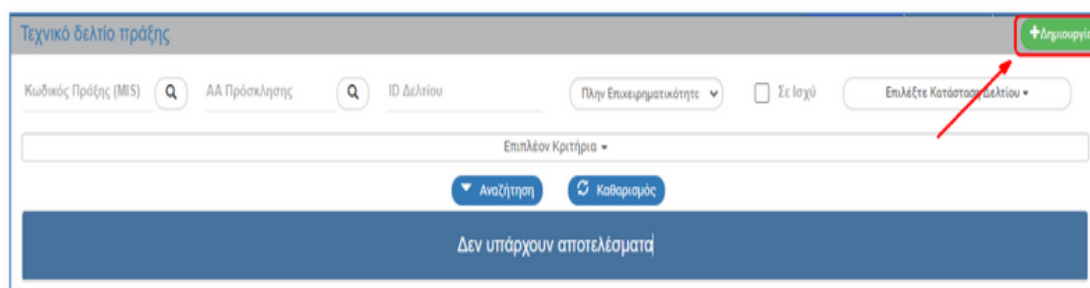 Τεχνικό δελτίο πράξης +Δημιουργία
Κωδικός Πράξης (MIS) ΑΑ Πρόσκλησης ID Δελτίου Πλην Επιχειρηματικότητε Σε Ισχύ Επιλέξτε Κατάσταση Δελτίου
Επιπλέον Κριτήρια
Αναζήτηση Καθαρισμός
Δεν υπάρχουν αποτελέσματα